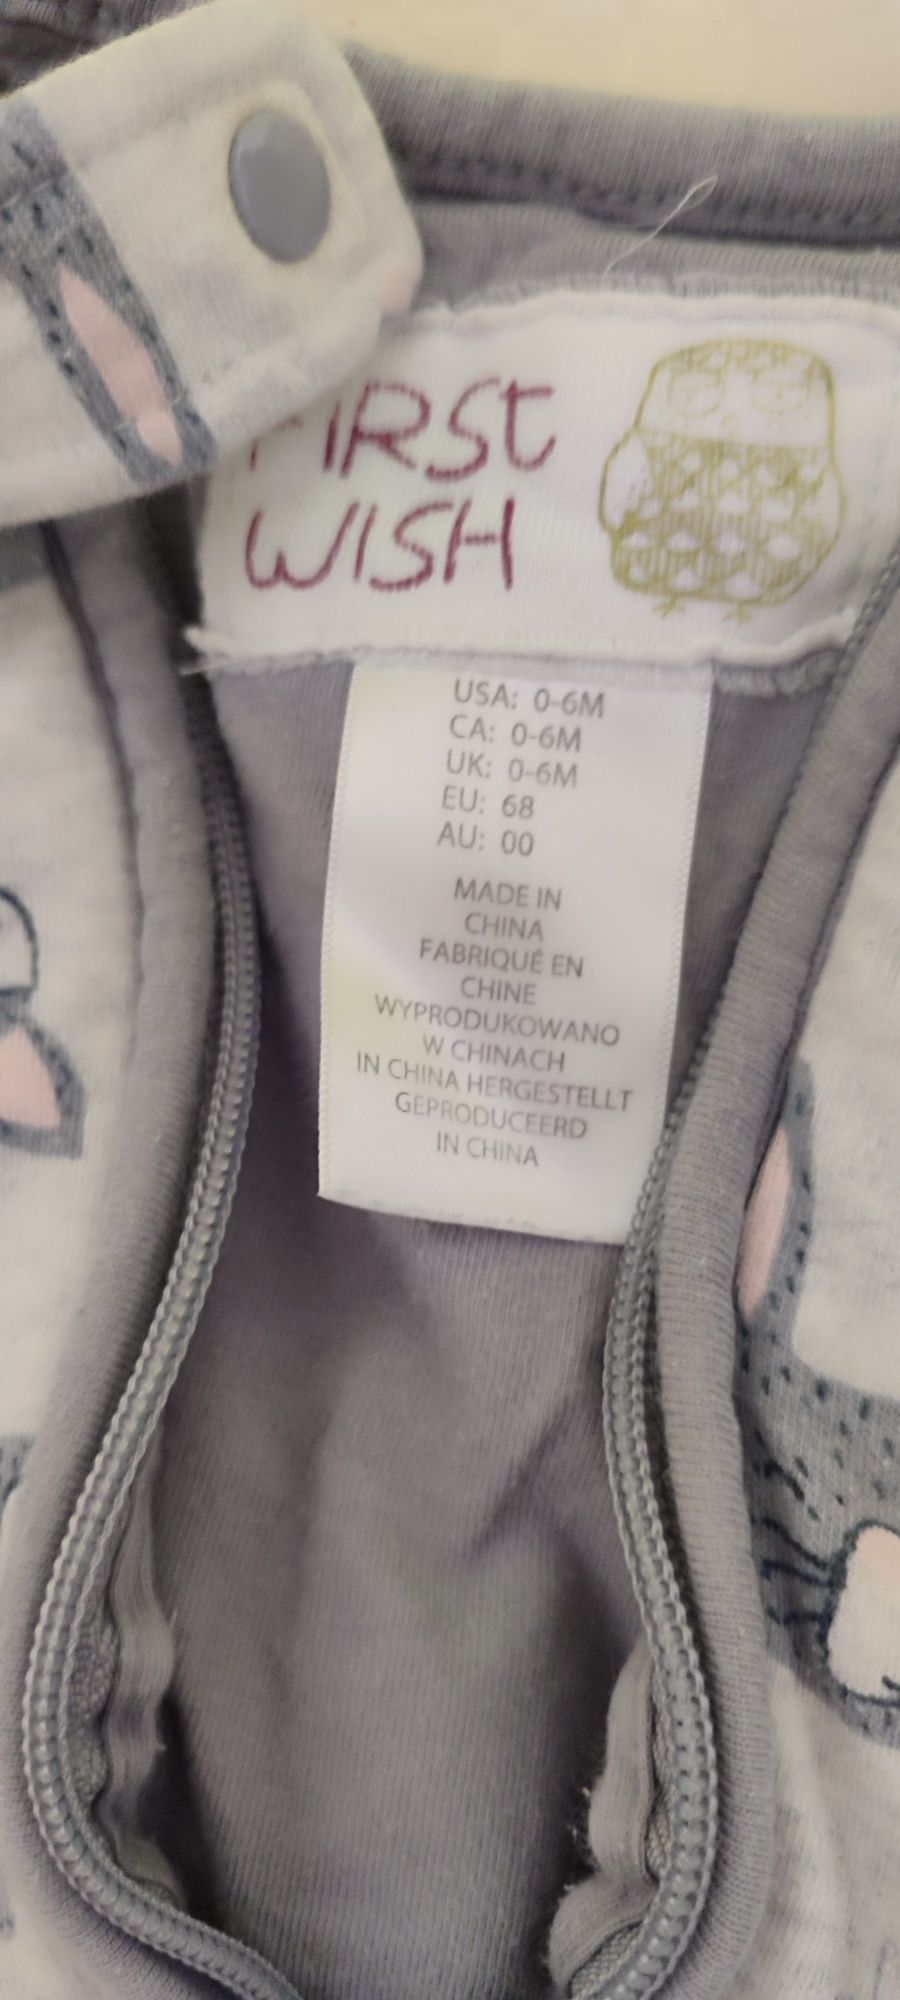 FIRSt
WISH
USA: 0-6M
CA: 0-6M
UK: 0-6M
EU: 68
AU: 00
MADE IN
CHINA
FABRIQUÉ EN
CHINE
WYPRODUKOWANO
W CHINACH
IN CHINA HERGESTELLT
GEPRODUCEERD
IN CHINA